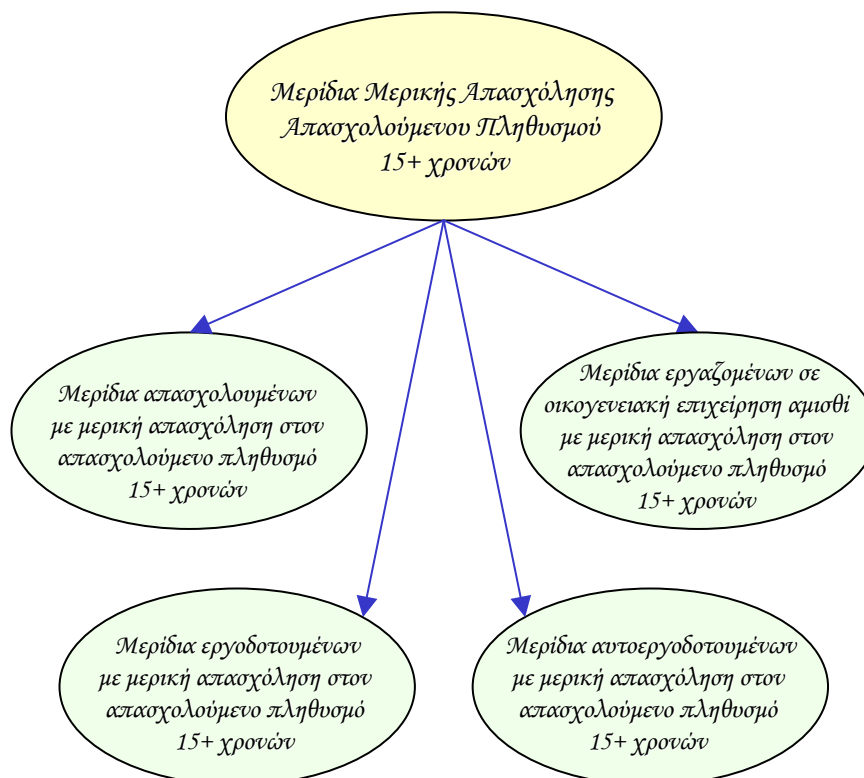 Μερίδια Μερικής Απασχόλησης
Απασχολούμενου Πληθυσμού
15+ χρονών
Μερίδια απασχολουμένων
με μερική απασχόληση στον
απασχολούμενο πληθυσμό
15+ χρονών
Μερίδια εργαζομένων σε
οικογενειακή επιχείρηση αμισθί
με μερική απασχόληση στον
απασχολούμενο πληθυσμό
15+ χρονών
Μερίδια εργοδοτουμένων
με μερική απασχόληση στον
απασχολούμενο πληθυσμό
15+ χρονών
Μερίδια αυτοεργοδοτουμένων
με μερική απασχόληση στον
απασχολούμενο πληθυσμό
15+ χρονών